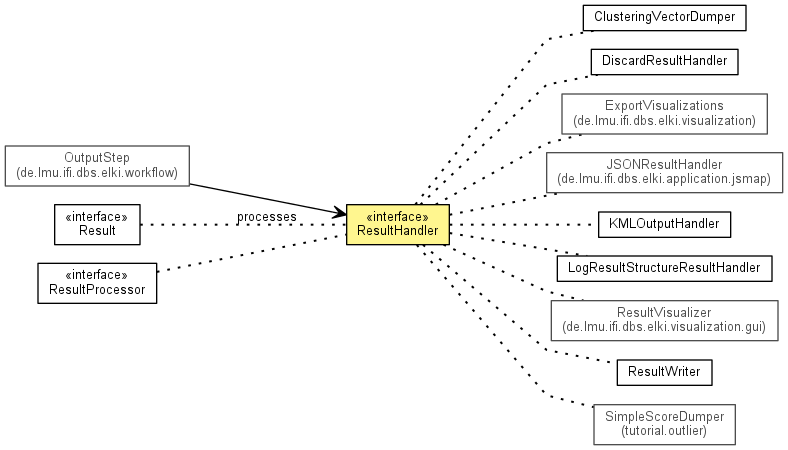 ClusteringVectorDumper
DiscardResultHandler
ExportVisualizations
(de.lmu.ifi.dbs.elki.visualization)
OutputStep
(de.lmu.ifi.dbs.elki.workflow)
JSONResultHandler
(de.lmu.ifi.dbs.elki.application.jsmap)
«interface»
Result
processes
«interface»
ResultHandler
KMLOutputHandler
«interface»
ResultProcessor
LogResultStructureResultHandler
ResultVisualizer
(de.lmu.ifi.dbs.elki.visualization.gui)
ResultWriter
SimpleScoreDumper
(tutorial.outlier)